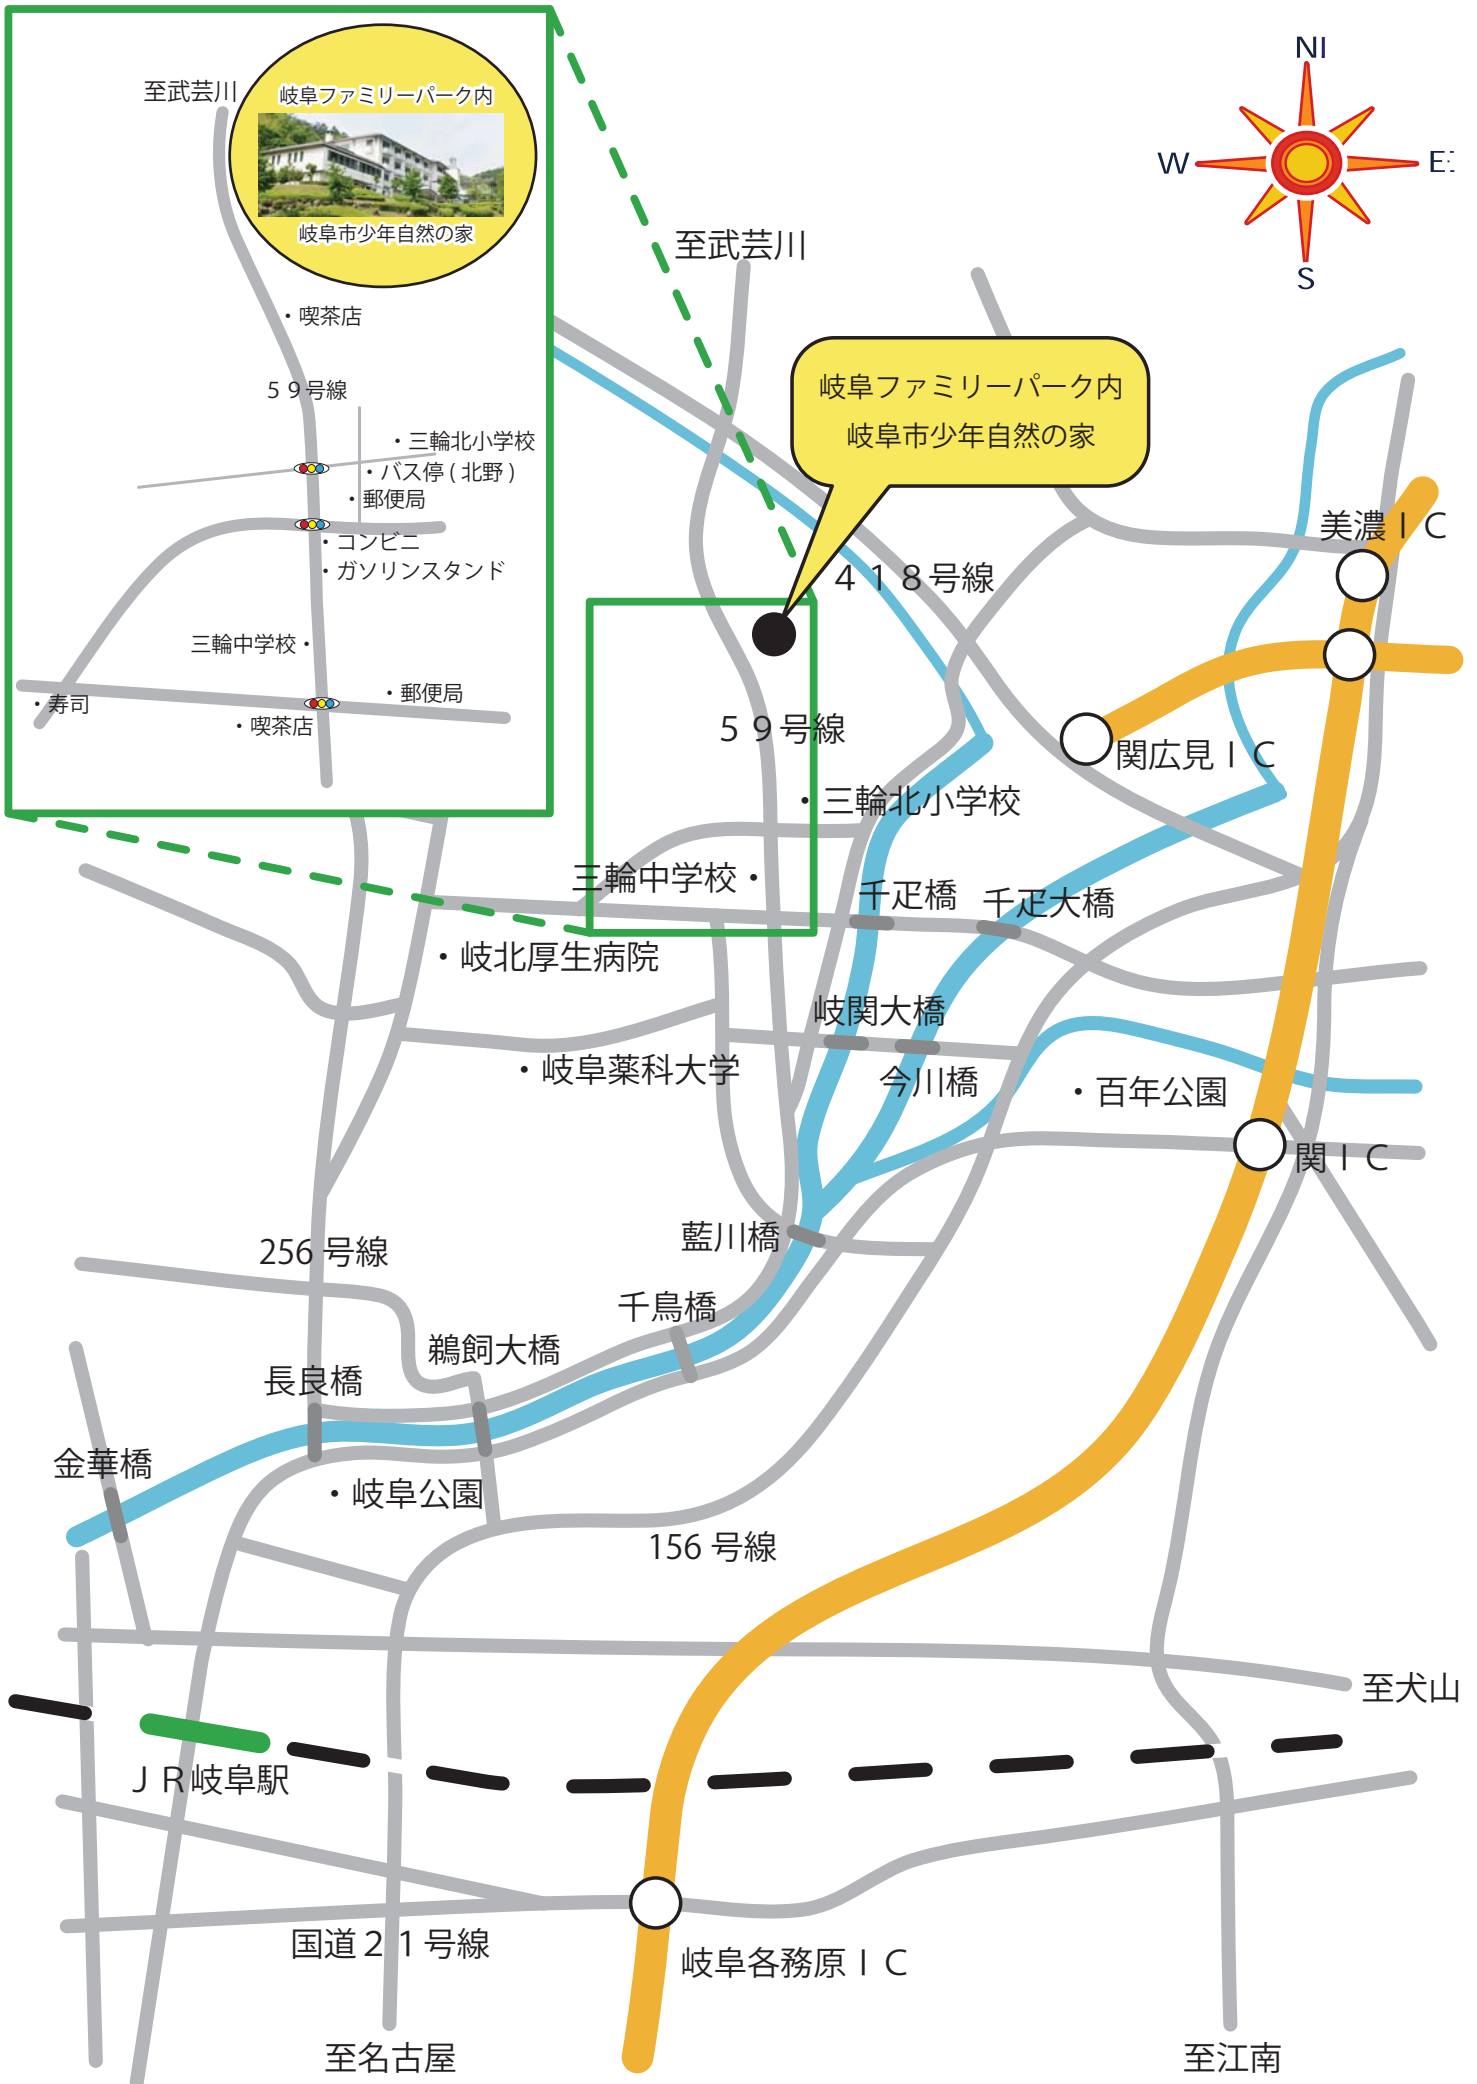 至武芸川
岐阜ファミリーパーク内
岐阜市少年自然の家
・喫茶店
５９号線
・三輪北小学校
・バス停(北野)
・郵便局
・コンビニ
・ガソリンスタンド
三輪中学校・
・郵便局
・寿司
・喫茶店
N
W
E
S
至武芸川
岐阜ファミリーパーク内
岐阜市少年自然の家
美濃ＩＣ
４１８号線
５９号線
関広見ＩＣ
・三輪北小学校
三輪中学校・
千疋橋
千疋大橋
・岐北厚生病院
岐関大橋
・岐阜薬科大学
今川橋
・百年公園
関ＩＣ
藍川橋
256号線
千鳥橋
鵜飼大橋
長良橋
金華橋
・岐阜公園
156号線
至犬山
ＪＲ岐阜駅
国道２１号線
岐阜各務原ＩＣ
至名古屋
至江南